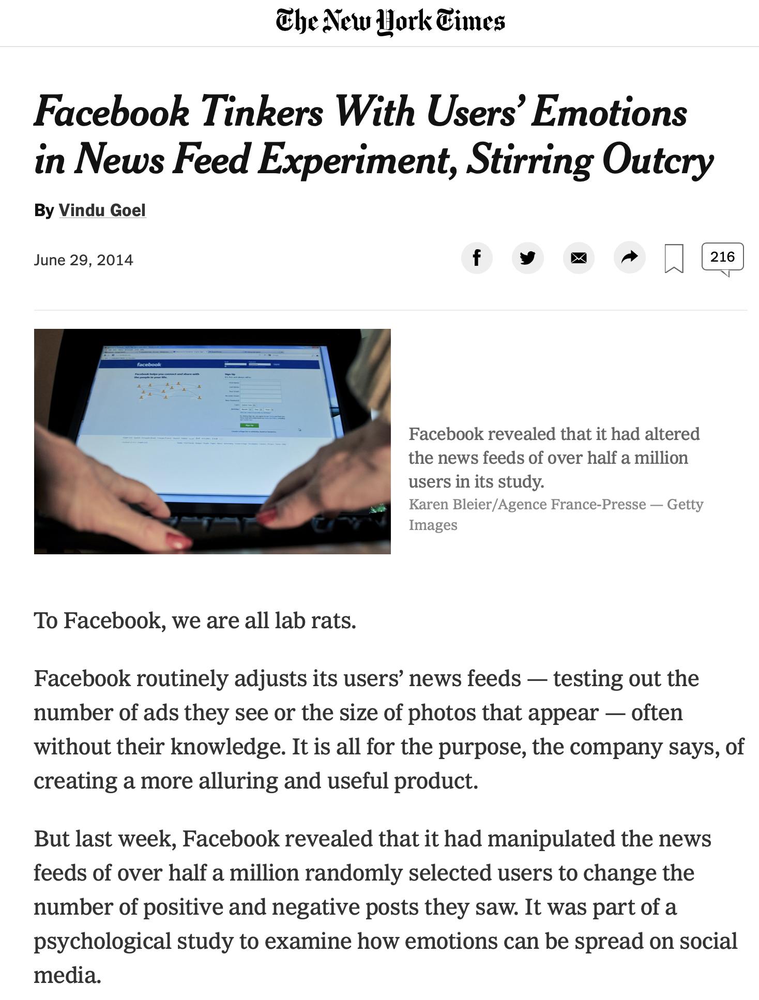 The New York Times
Facebook Tinkers With Users’ Emotions
in News Feed Experiment, Stirring Outcry
By Vindu Goel
June 29, 2014
216
facebook
Facebook helps you connect and share with
the people in your life.
Sign Up
Facebook revealed that it had altered
the news feeds of over half a million
users in its study.
Karen Bleier/Agence France-Presse — Getty
Images
To Facebook, we are all lab rats.
Facebook routinely adjusts its users’ news feeds — testing out the
number of ads they see or the size of photos that appear — often
without their knowledge. It is all for the purpose, the company says, of
creating a more alluring and useful product.
But last week, Facebook revealed that it had manipulated the news
feeds of over half a million randomly selected users to change the
number of positive and negative posts they saw. It was part of a
psychological study to examine how emotions can be spread on social
media.